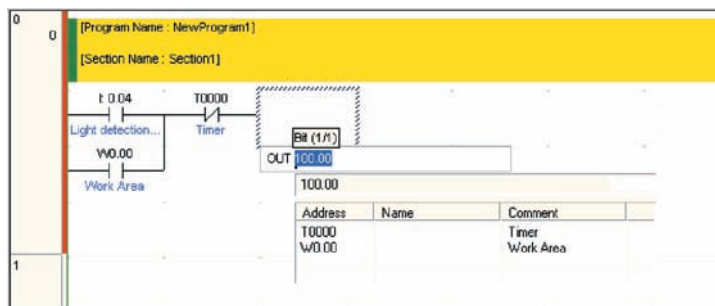 0
0
[Program Name : NewProgram1]
[Section Name : Section1]
I: 0.04 T0000
Light detection... Timer
W0.00
Work Area
Bit (1/1)
OUT 100.00
100.00
Address Name Comment
T0000 Timer
W0.00 Work Area
1